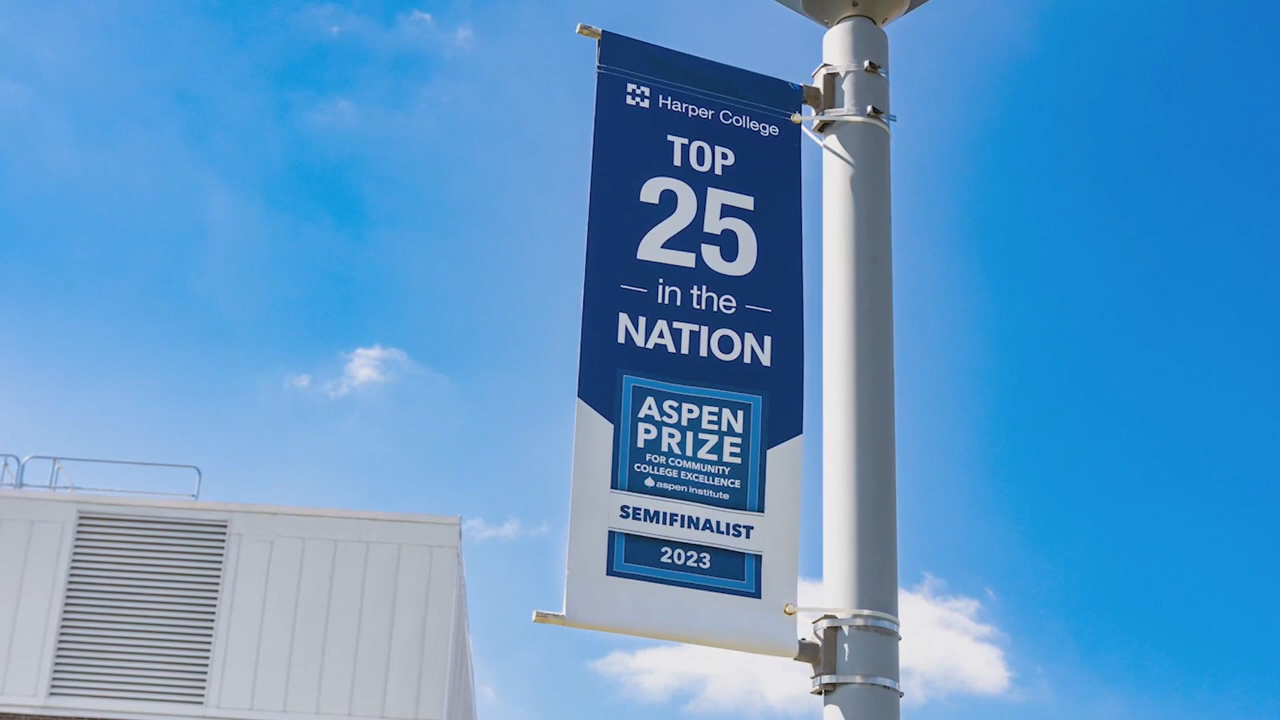 Harper College
TOP
25
in the
NATION
ASPEN
PRIZE
FOR COMMUNITY
COLLEGE EXCELLENCE
aspen institute
SEMIFINALIST
2023